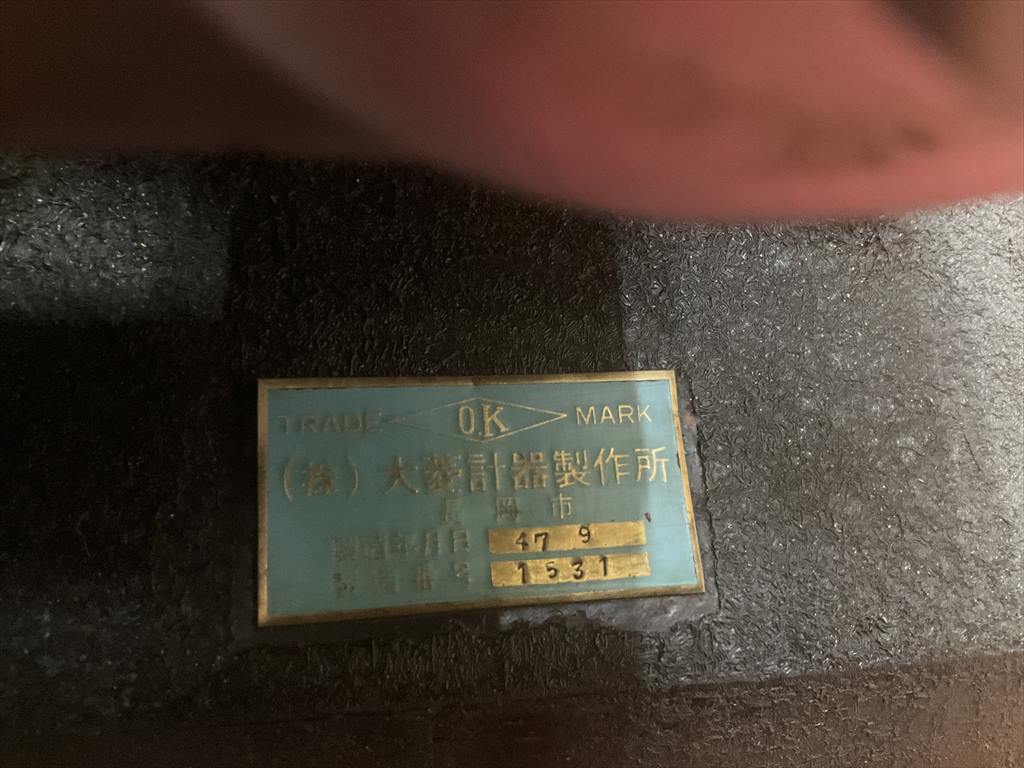 TRADE O.K MARK
(株)大菱計器製作所
長岡市
製造年月日 47 9
製造番号 1531